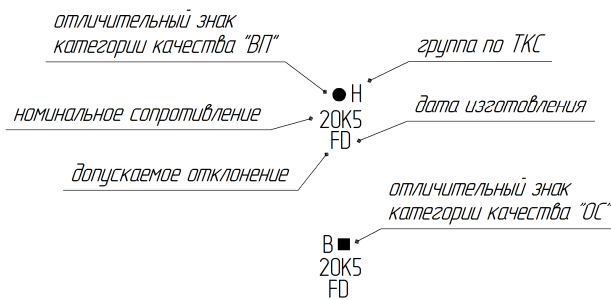 отличительный знак
категории качества "ВП"
группа по ТКС
● Н
номинальное сопротивление
20К5
дата изготовления
FD
допускаемое отклонение
отличительный знак
категории качества "ОС"
В ■
20К5
FD